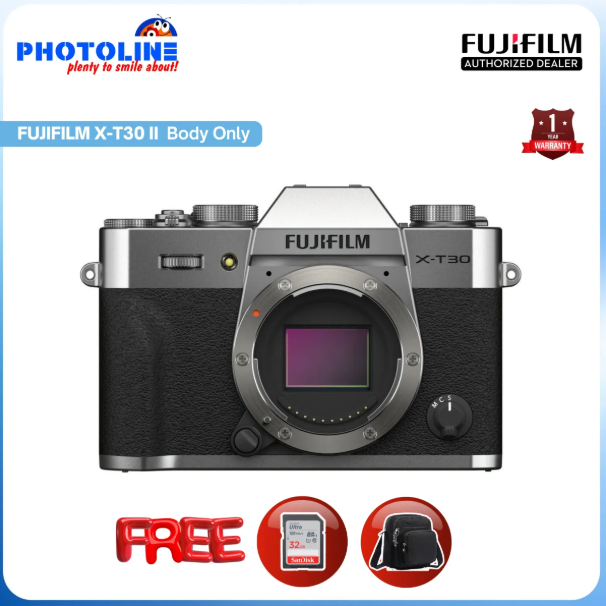 PHOTOLINE
plenty to smile about!
FUJIFILM
AUTHORIZED DEALER
FUJIFILM X-T30 II Body Only
1
YEAR
WARRANTY
FUJIFILM
X-T30
M C S
FREE
Ultra
32GB
SanDisk